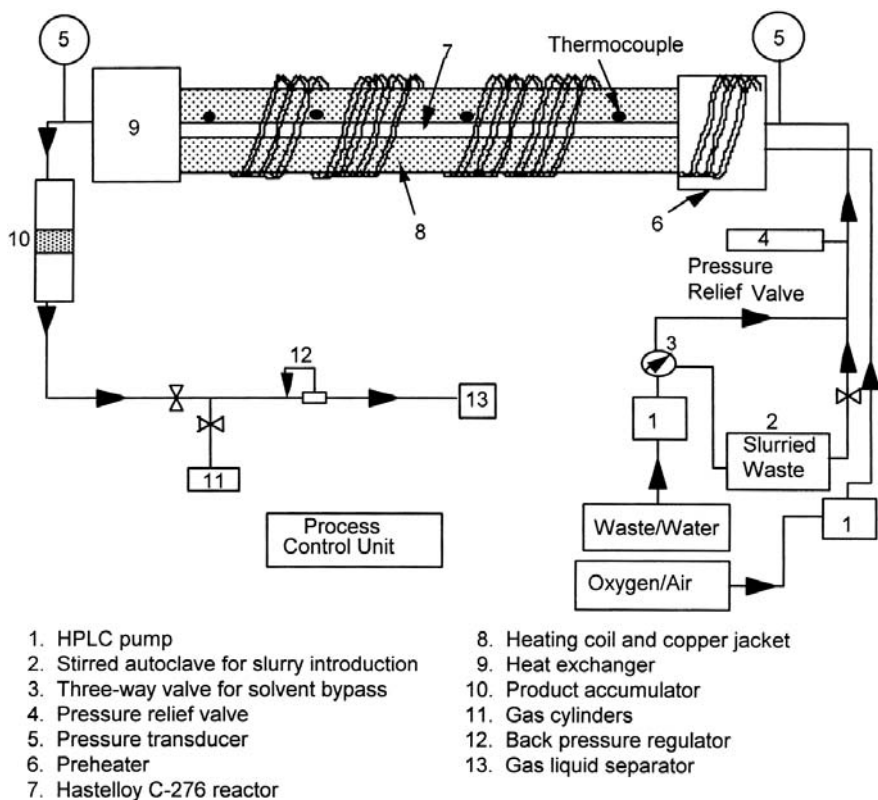 5
7
Thermocouple
5
9
10
8
6
4
Pressure
Relief Valve
12
3
13
1
2
Slurried
Waste
11
1
Process
Control Unit
Waste/Water
Oxygen/Air
1. HPLC pump
2. Stirred autoclave for slurry introduction
3. Three-way valve for solvent bypass
4. Pressure relief valve
5. Pressure transducer
6. Preheater
7. Hastelloy C-276 reactor
8. Heating coil and copper jacket
9. Heat exchanger
10. Product accumulator
11. Gas cylinders
12. Back pressure regulator
13. Gas liquid separator